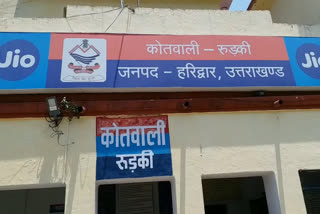 Jio
कोतवाली – रुड़की
जनपद – हरिद्वार, उत्तराखण्ड
Jio
कोतवाली
रुड़की